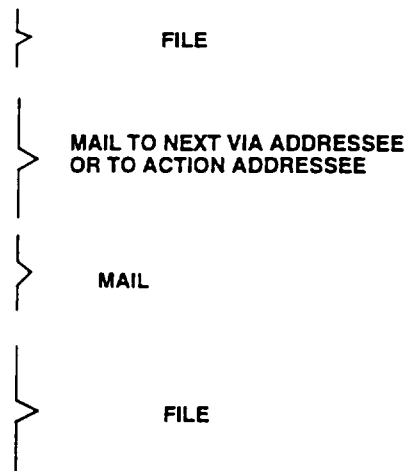 FILE
MAIL TO NEXT VIA ADDRESSEE
OR TO ACTION ADDRESSEE
MAIL
FILE